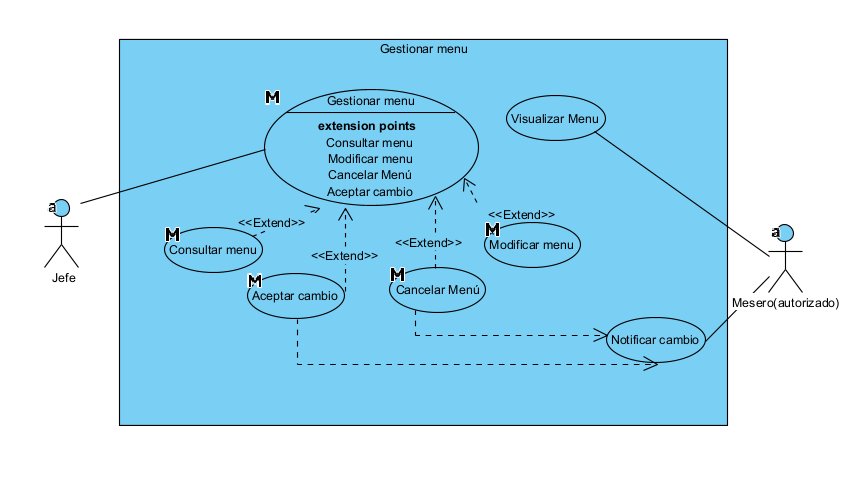 Gestionar menu
M
Gestionar menu
extension points
Consultar menu
Modificar menu
Cancelar Menú
Aceptar cambio
Visualizar Menu
a
Jefe
<<Extend>>
M
Consultar menu
<<Extend>>
M
Aceptar cambio
<<Extend>>
M
Cancelar Menú
<<Extend>>
M
Modificar menu
a
Mesero(autorizado)
Notificar cambio